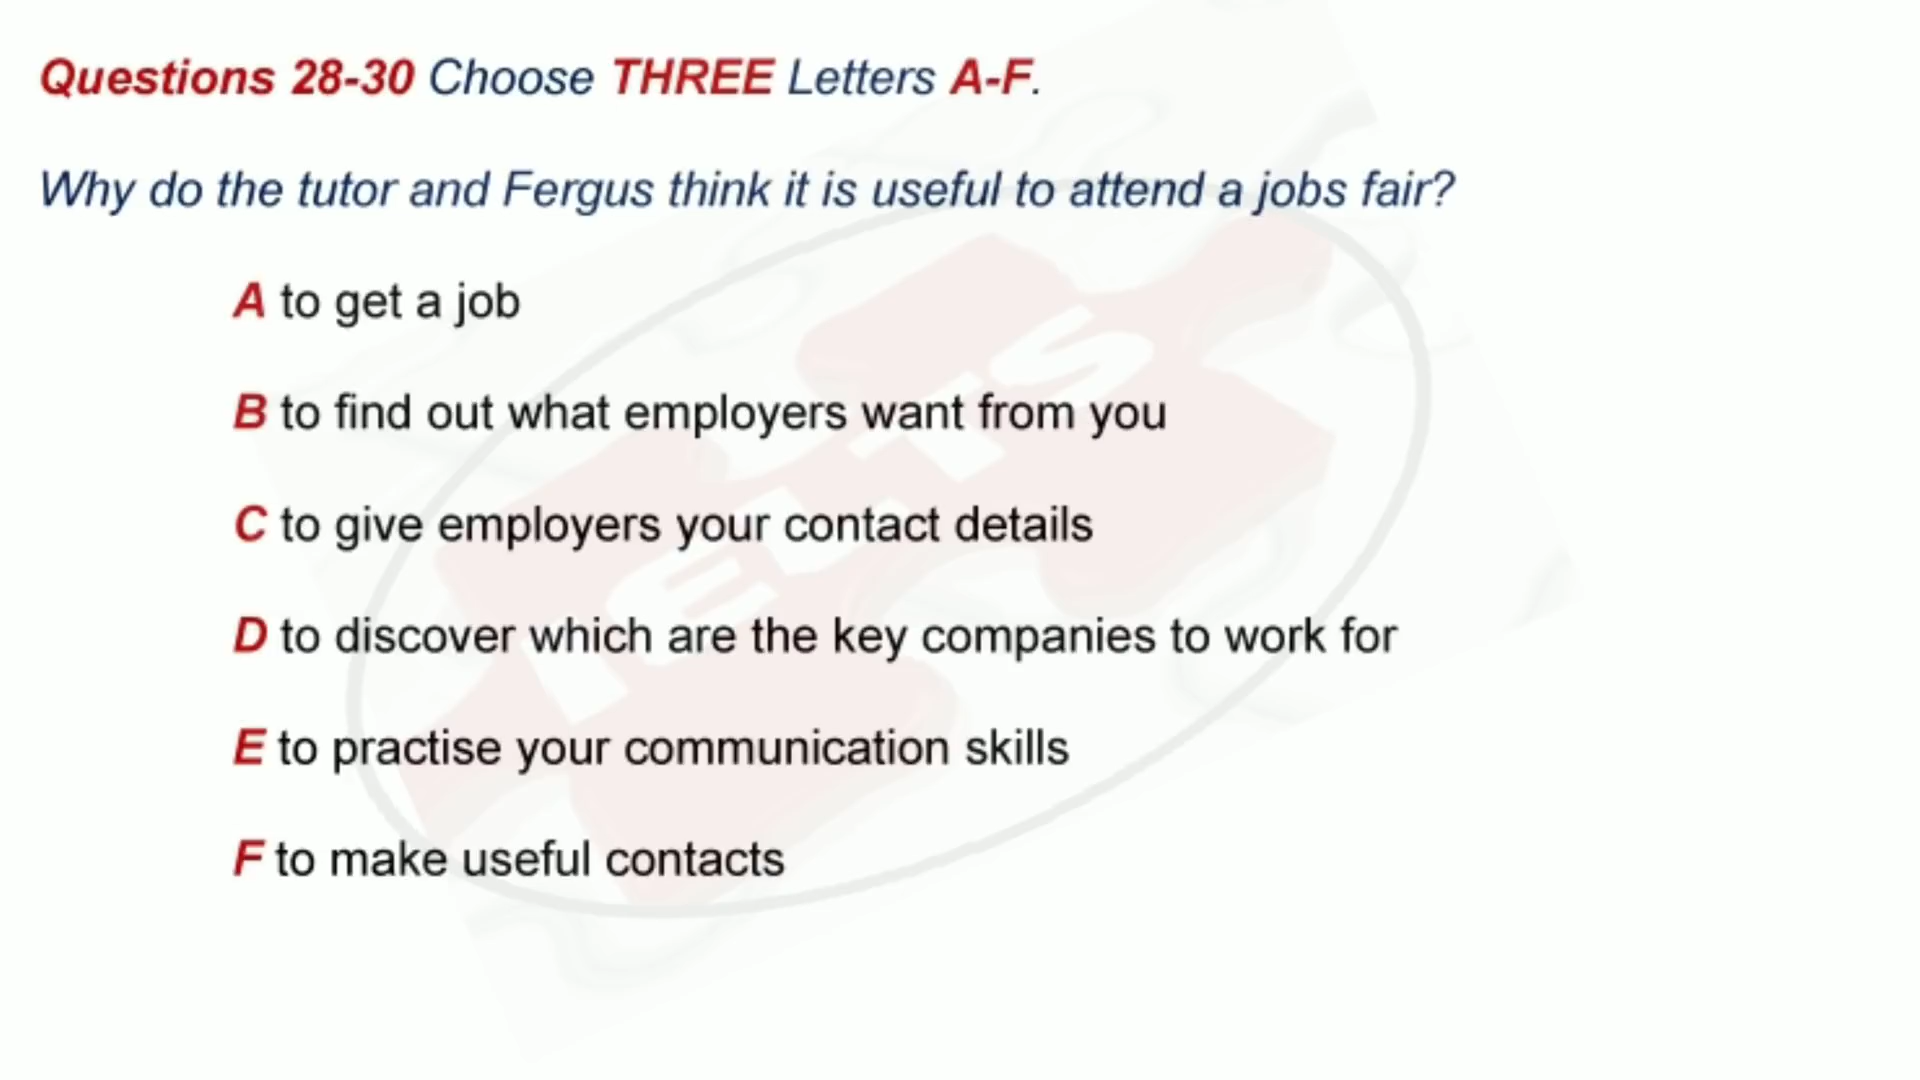 Questions 28-30 Choose THREE Letters A-F.
Why do the tutor and Fergus think it is useful to attend a jobs fair?
A to get a job
B to find out what employers want from you
C to give employers your contact details
D to discover which are the key companies to work for
E to practise your communication skills
F to make useful contacts
IELTS